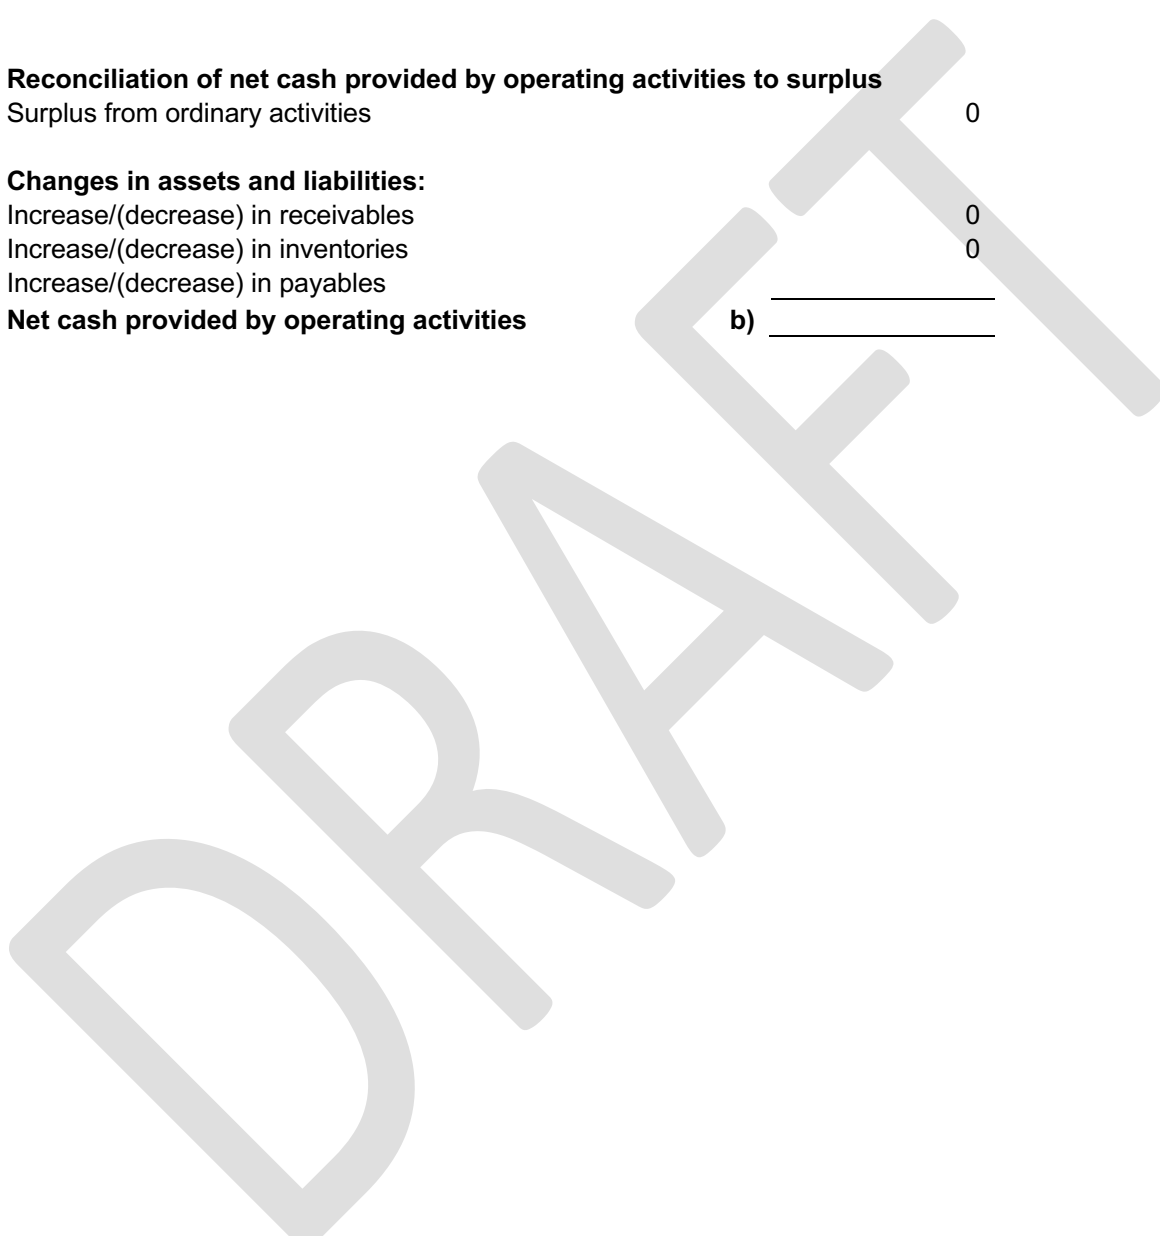 Reconciliation of net cash provided by operating activities to surplus
Surplus from ordinary activities 0
Changes in assets and liabilities:
Increase/(decrease) in receivables 0
Increase/(decrease) in inventories 0
Increase/(decrease) in payables
Net cash provided by operating activities b)
DRAFT